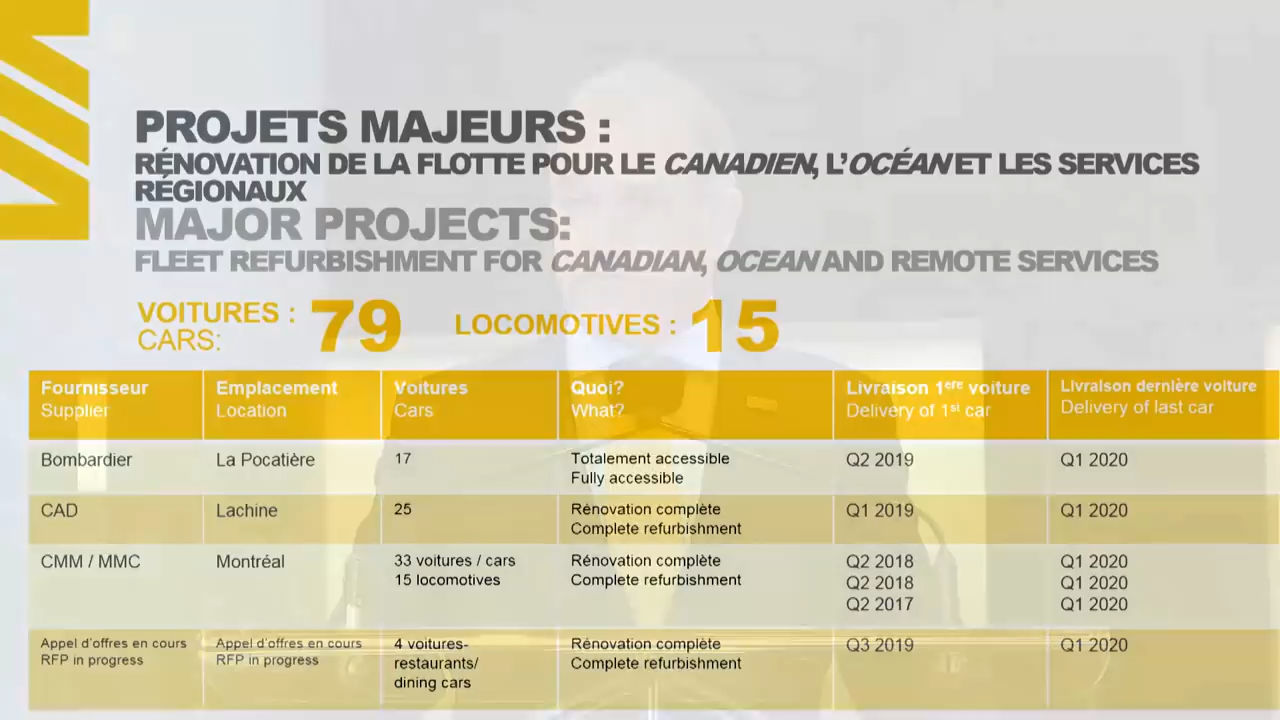 PROJETS MAJEURS :
RÉNOVATION DE LA FLOTTE POUR LE CANADIEN, L'OCÉAN ET LES SERVICES
RÉGIONAUX
MAJOR PROJECTS:
FLEET REFURBISHMENT FOR CANADIAN, OCEAN AND REMOTE SERVICES
VOITURES : 79 LOCOMOTIVES : 15
CARS:
Fournisseur Emplacement Voitures Quoi? Livraison 1ere voiture Livraison dernière voiture
Supplier Location Cars What? Delivery of 1st car Delivery of last car
Bombardier La Pocatière 17 Totalement accessible Q2 2019 Q1 2020
Fully accessible
CAD Lachine 25 Rénovation complète Q1 2019 Q1 2020
Complete refurbishment
CMM / MMC Montréal 33 voitures / cars Rénovation complète Q2 2018 Q1 2020
15 locomotives Complete refurbishment Q2 2018 Q1 2020
Q2 2017 Q1 2020
Appel d'offres en cours Appel d'offres en cours 4 voitures- Rénovation complète Q3 2019 Q1 2020
RFP in progress RFP in progress restaurants/ Complete refurbishment
dining cars